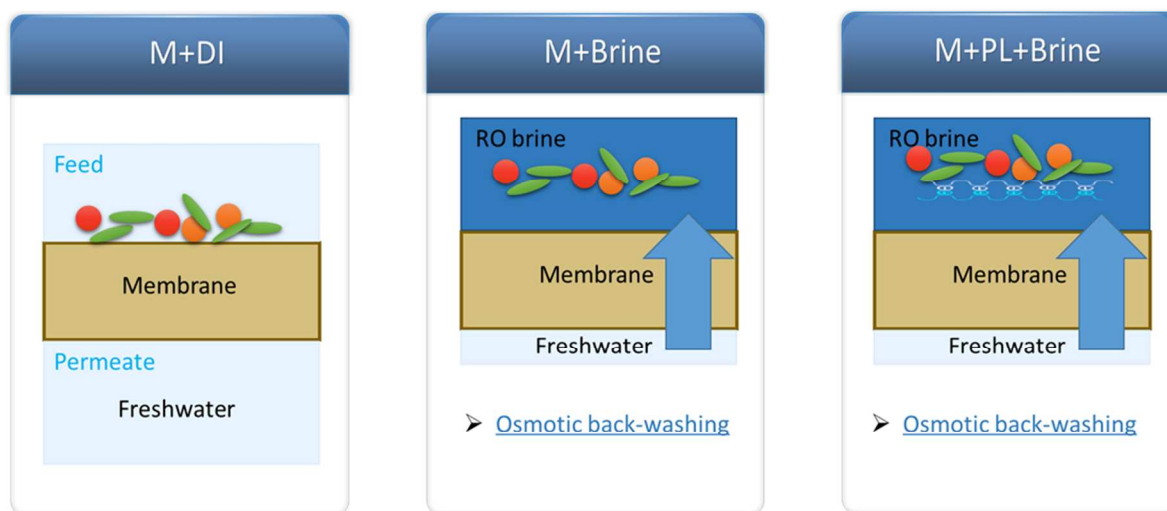 M+DI
Feed
Membrane
Permeate
Freshwater
M+Brine
RO brine
Membrane
Freshwater
➢ Osmotic back-washing
M+PL+Brine
RO brine
Membrane
Freshwater
➢ Osmotic back-washing